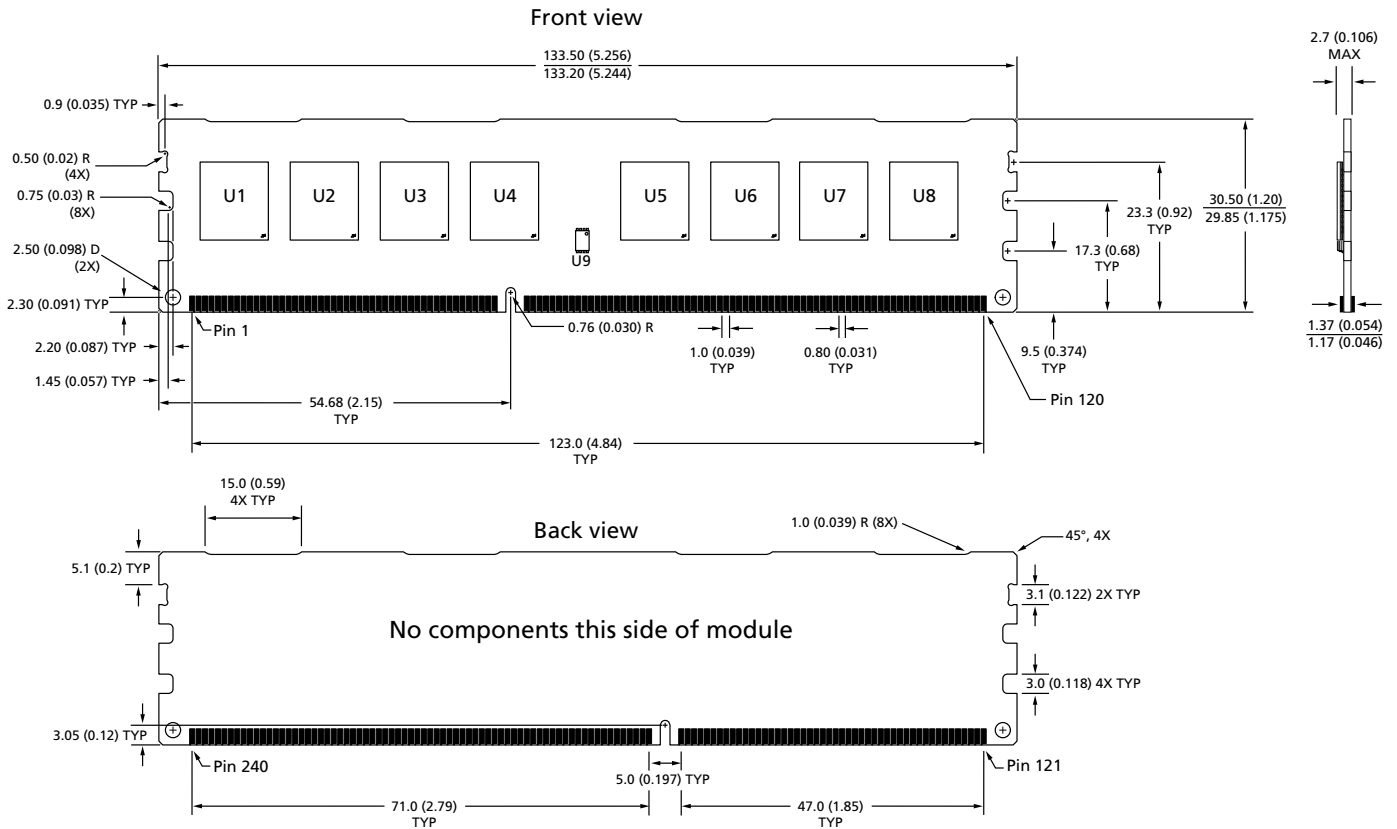 Front view
133.50 (5.256)
133.20 (5.244)
2.7 (0.106)
MAX
0.9 (0.035) TYP
0.50 (0.02) R
(4X)
0.75 (0.03) R
(8X)
2.50 (0.098) D
(2X)
2.30 (0.091) TYP
U1
U2
U3
U4
U5
U6
U7
U8
U9
30.50 (1.20)
29.85 (1.175)
23.3 (0.92)
TYP
17.3 (0.68)
TYP
Pin 1
0.76 (0.030) R
2.20 (0.087) TYP
1.45 (0.057) TYP
1.0 (0.039)
TYP
0.80 (0.031)
TYP
9.5 (0.374)
TYP
1.37 (0.054)
1.17 (0.046)
54.68 (2.15)
TYP
Pin 120
123.0 (4.84)
TYP
15.0 (0.59)
4X TYP
Back view
1.0 (0.039) R (8X)
45°, 4X
5.1 (0.2) TYP
3.1 (0.122) 2X TYP
No components this side of module
3.0 (0.118) 4X TYP
3.05 (0.12) TYP
Pin 240
5.0 (0.197) TYP
Pin 121
71.0 (2.79)
TYP
47.0 (1.85)
TYP